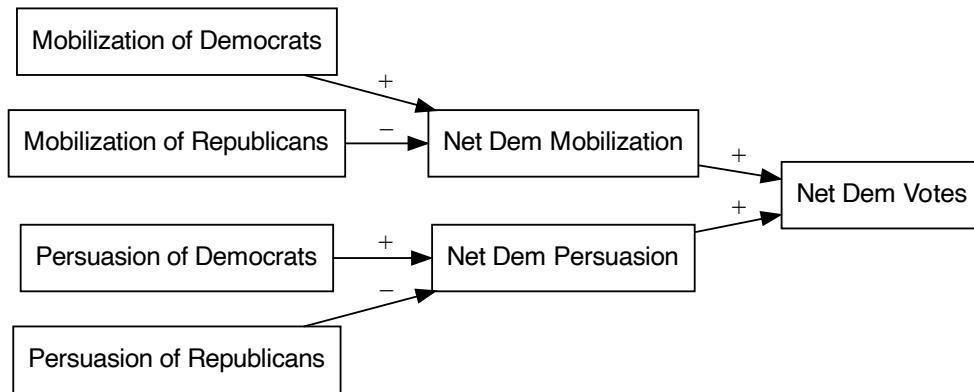 Mobilization of Democrats
+
Mobilization of Republicans
−
Net Dem Mobilization
+
Net Dem Votes
+
Persuasion of Democrats
+
Net Dem Persuasion
−
Persuasion of Republicans